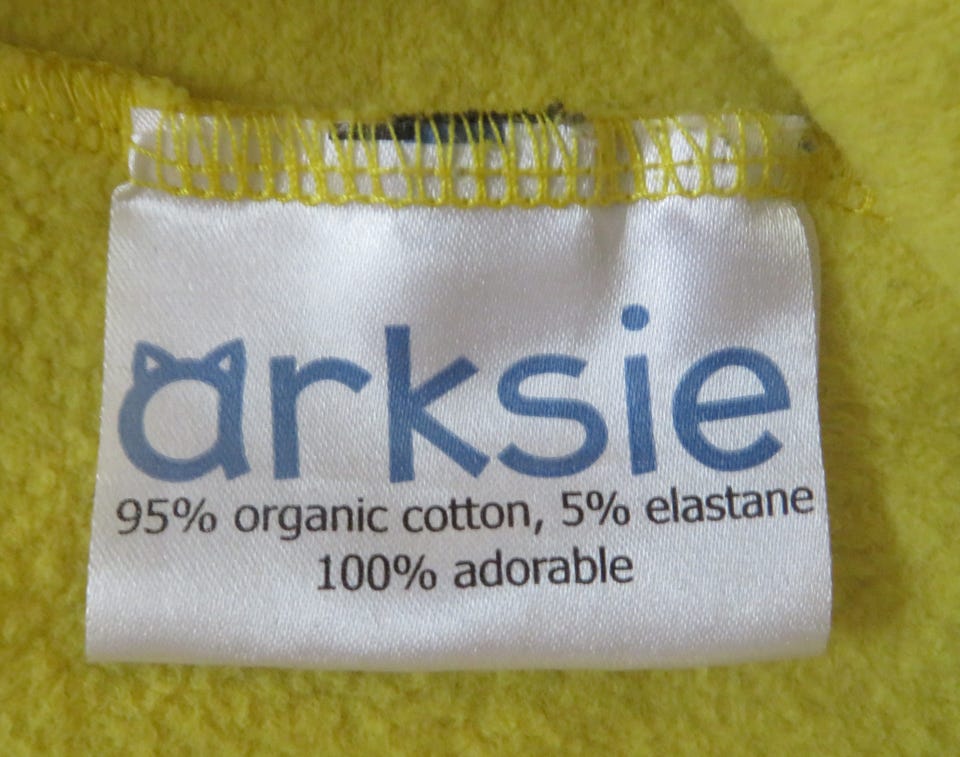 arksie
95% organic cotton, 5% elastane
100% adorable